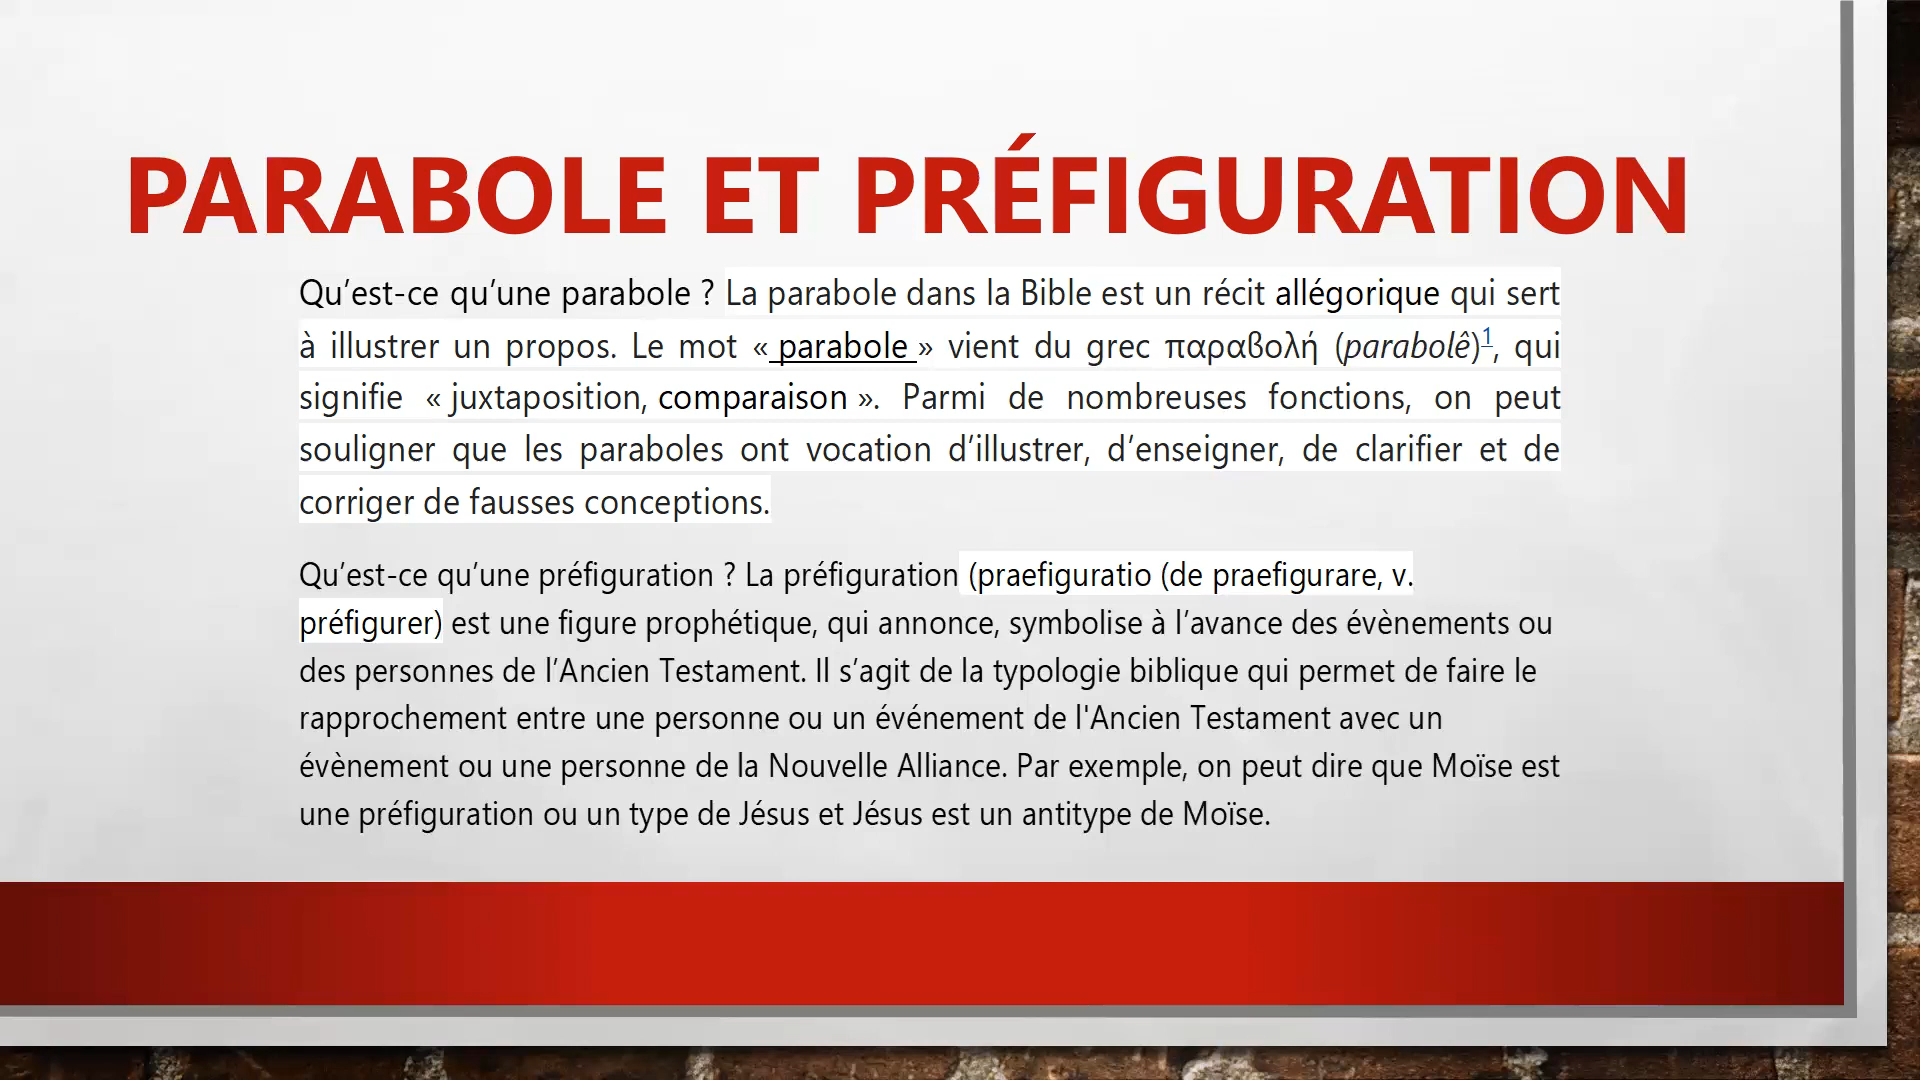 PARABOLE ET PRÉFIGURATION
Qu’est-ce qu’une parabole ? La parabole dans la Bible est un récit allégorique qui sert
à illustrer un propos. Le mot « parabole » vient du grec παραβολή (parabolê)1, qui
signifie « juxtaposition, comparaison ». Parmi de nombreuses fonctions, on peut
souligner que les paraboles ont vocation d’illustrer, d’enseigner, de clarifier et de
corriger de fausses conceptions.
Qu’est-ce qu’une préfiguration ? La préfiguration (praefiguratio (de praefigurare, v.
préfigurer) est une figure prophétique, qui annonce, symbolise à l’avance des évènements ou
des personnes de l’Ancien Testament. Il s’agit de la typologie biblique qui permet de faire le
rapprochement entre une personne ou un événement de l'Ancien Testament avec un
évènement ou une personne de la Nouvelle Alliance. Par exemple, on peut dire que Moïse est
une préfiguration ou un type de Jésus et Jésus est un antitype de Moïse.